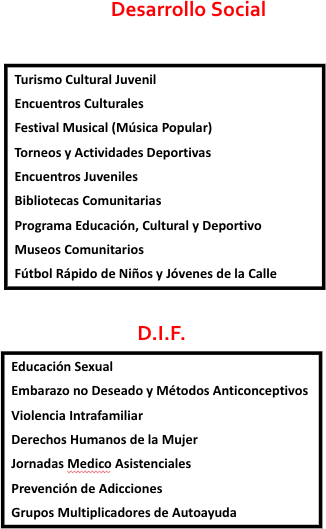 Desarrollo Social
Turismo Cultural Juvenil
Encuentros Culturales
Festival Musical (Música Popular)
Torneos y Actividades Deportivas
Encuentros Juveniles
Bibliotecas Comunitarias
Programa Educación, Cultural y Deportivo
Museos Comunitarios
Fútbol Rápido de Niños y Jóvenes de la Calle
D.I.F.
Educación Sexual
Embarazo no Deseado y Métodos Anticonceptivos
Violencia Intrafamiliar
Derechos Humanos de la Mujer
Jornadas Medico Asistenciales
Prevención de Adicciones
Grupos Multiplicadores de Autoayuda